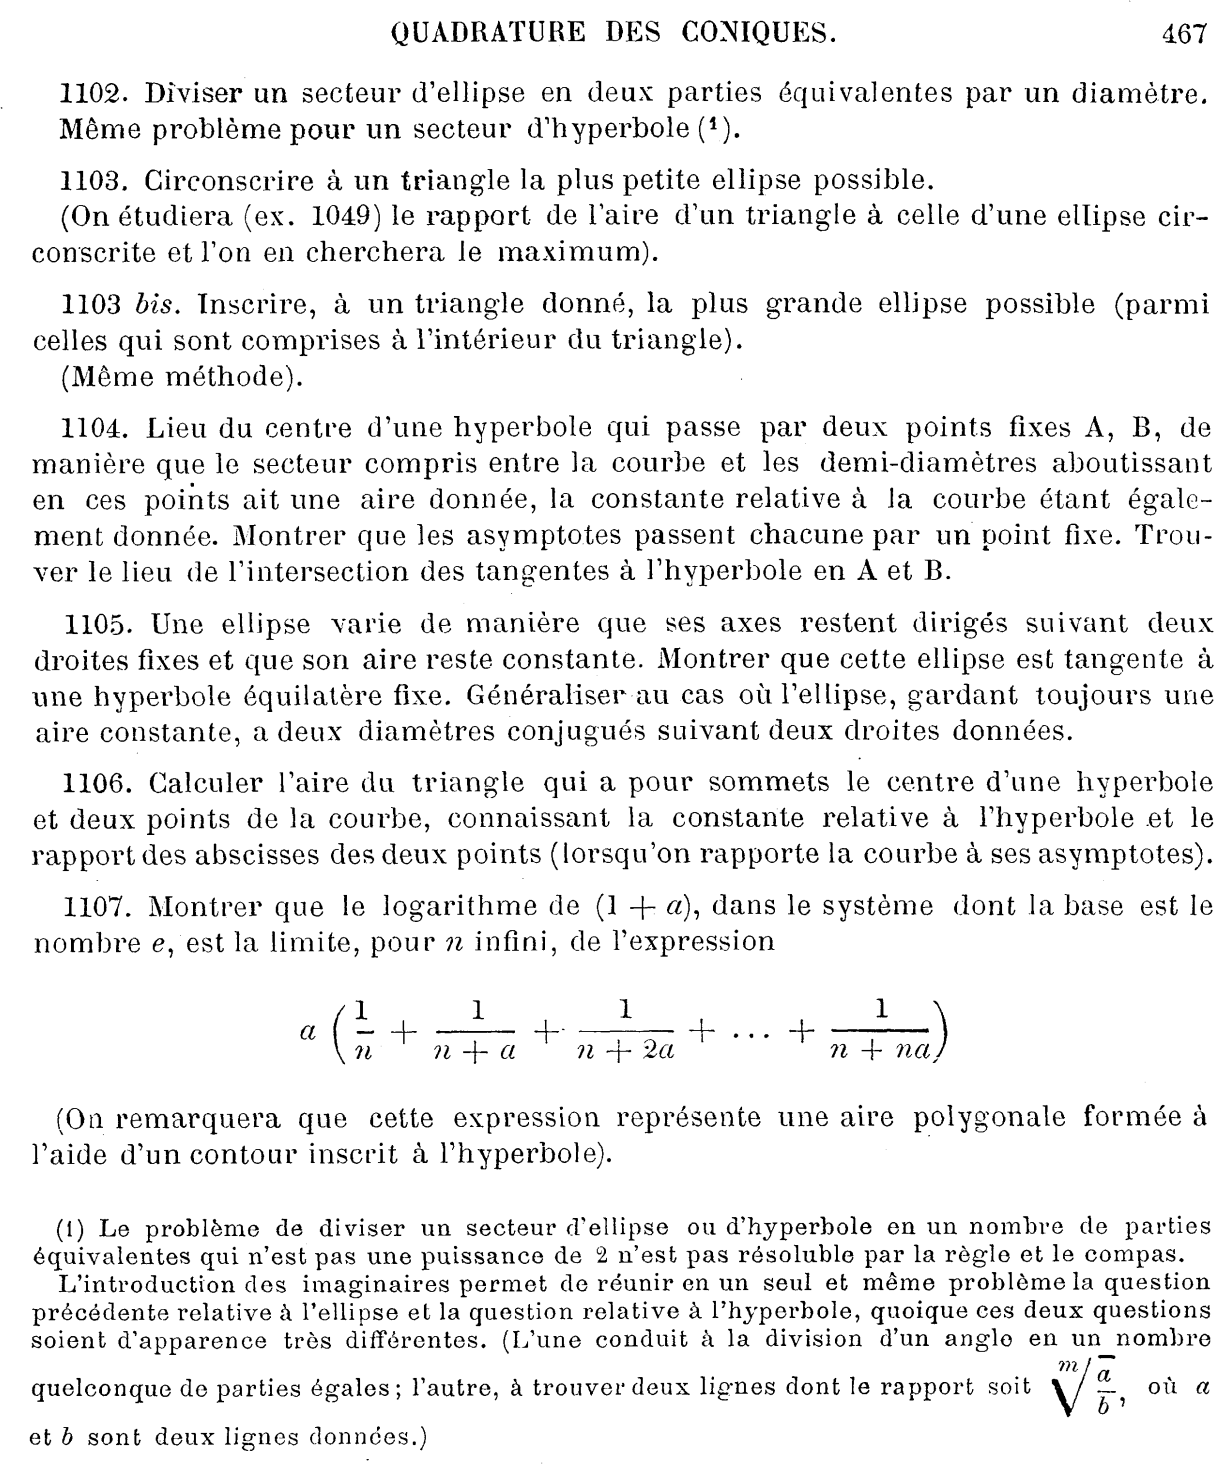 QUADRATURE DES CONIQUES. 467
1102. Diviser un secteur d'ellipse en deux parties équivalentes par un diamètre.
Même problème pour un secteur d'hyperbole (¹).
1103. Circonscrire à un triangle la plus petite ellipse possible.
(On étudiera (ex. 1049) le rapport de l'aire d'un triangle à celle d'une ellipse cir-
conscrite et l'on en cherchera le maximum).
1103 bis. Inscrire, à un triangle donné, la plus grande ellipse possible (parmi
celles qui sont comprises à l'intérieur du triangle).
(Même méthode).
1104. Lieu du centre d'une hyperbole qui passe par deux points fixes A, B, de
manière que le secteur compris entre la courbe et les demi-diamètres aboutissant
en ces points ait une aire donnée, la constante relative à la courbe étant égale-
ment donnée. Montrer que les asymptotes passent chacune par un point fixe. Trou-
ver le lieu de l'intersection des tangentes à l'hyperbole en A et B.
1105. Une ellipse varie de manière que ses axes restent dirigés suivant deux
droites fixes et que son aire reste constante. Montrer que cette ellipse est tangente à
une hyperbole équilatère fixe. Généraliser au cas où l'ellipse, gardant toujours une
aire constante, a deux diamètres conjugués suivant deux droites données.
1106. Calculer l'aire du triangle qui a pour sommets le centre d'une hyperbole
et deux points de la courbe, connaissant la constante relative à l'hyperbole et le
rapport des abscisses des deux points (lorsqu'on rapporte la courbe à ses asymptotes).
1107. Montrer que le logarithme de (1 + a), dans le système dont la base est le
nombre e, est la limite, pour n infini, de l'expression
a ( 1/n + 1/(n + a) + 1/(n + 2a) + ... + 1/(n + na) )
(On remarquera que cette expression représente une aire polygonale formée à
l'aide d'un contour inscrit à l'hyperbole).
(1) Le problème de diviser un secteur d'ellipse ou d'hyperbole en un nombre de parties
équivalentes qui n'est pas une puissance de 2 n'est pas résoluble par la règle et le compas.
L'introduction des imaginaires permet de réunir en un seul et même problème la question
précédente relative à l'ellipse et la question relative à l'hyperbole, quoique ces deux questions
soient d'apparence très différentes. (L'une conduit à la division d'un angle en un nombre
quelconque de parties égales ; l'autre, à trouver deux lignes dont le rapport soit ᵐ√(a/b), où a
et b sont deux lignes données.)